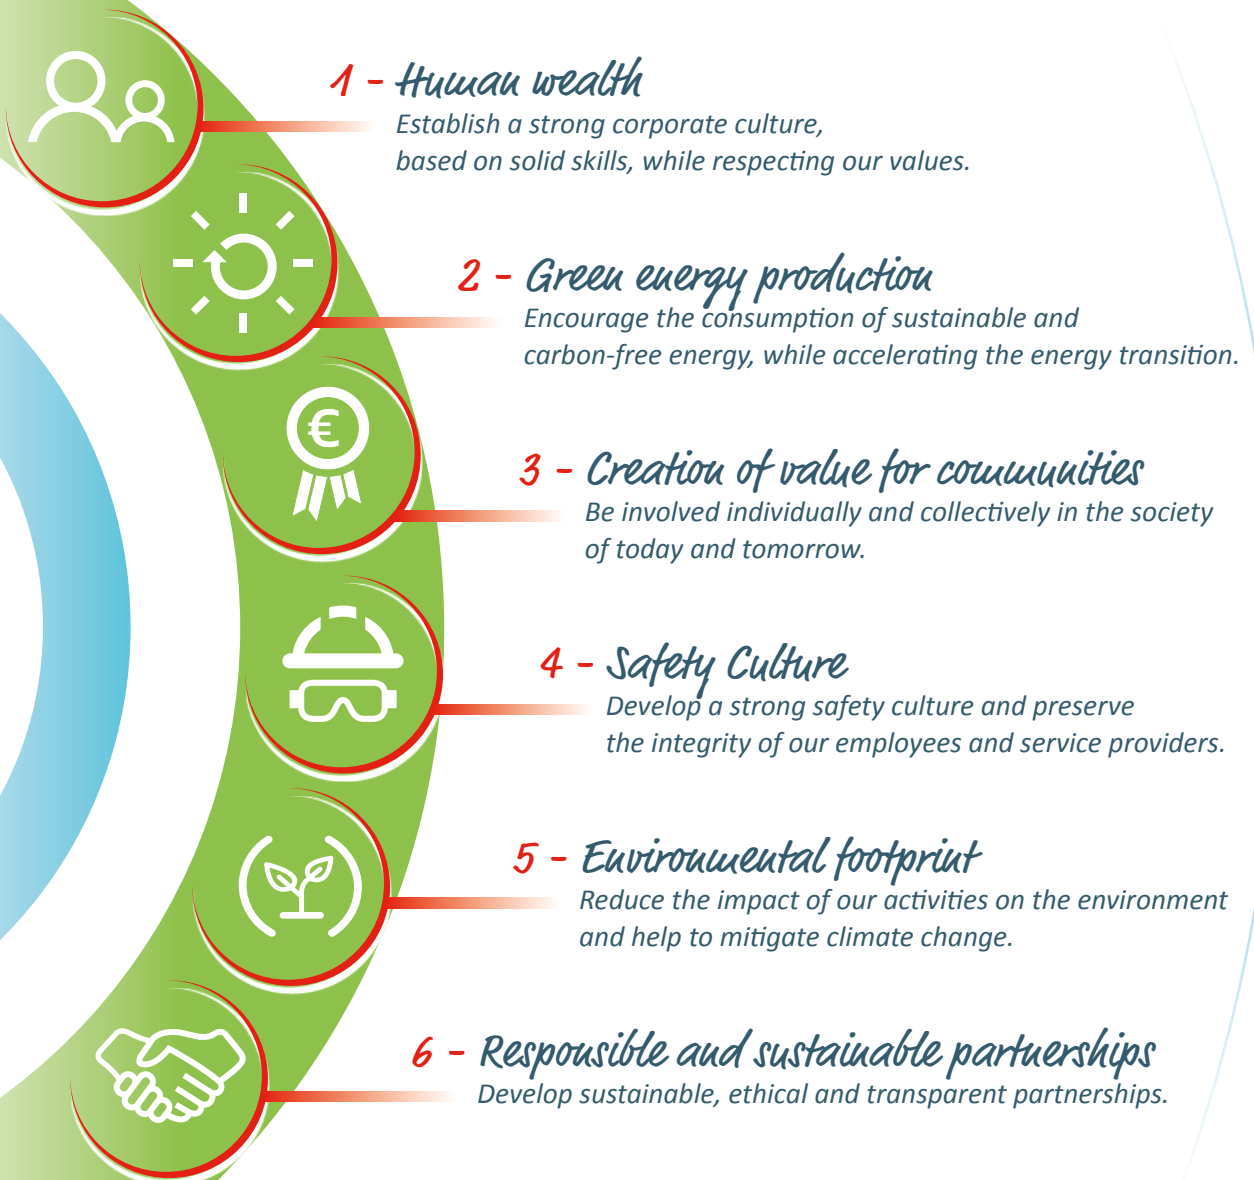 1 - Human wealth
Establish a strong corporate culture,
based on solid skills, while respecting our values.
2 - Green energy production
Encourage the consumption of sustainable and
carbon-free energy, while accelerating the energy transition.
€
3 - Creation of value for communities
Be involved individually and collectively in the society
of today and tomorrow.
4 - Safety Culture
Develop a strong safety culture and preserve
the integrity of our employees and service providers.
5 - Environmental footprint
Reduce the impact of our activities on the environment
and help to mitigate climate change.
6 - Responsible and sustainable partnerships
Develop sustainable, ethical and transparent partnerships.